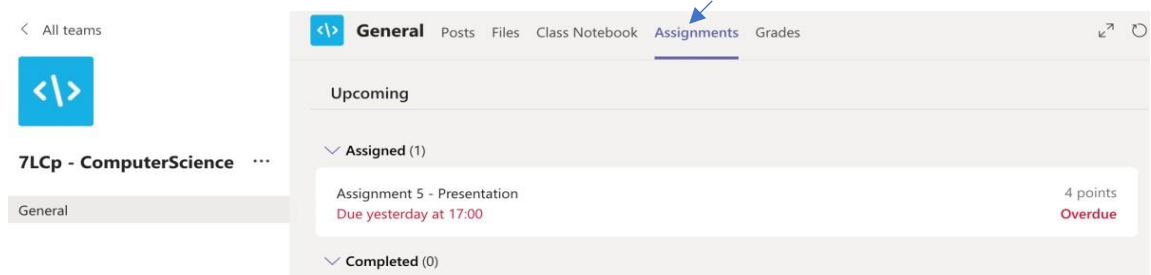 All teams
</>
7LCp - ComputerScience ...
General
</> General Posts Files Class Notebook Assignments Grades
Upcoming
Assigned (1)
Assignment 5 - Presentation 4 points
Due yesterday at 17:00 Overdue
Completed (0)